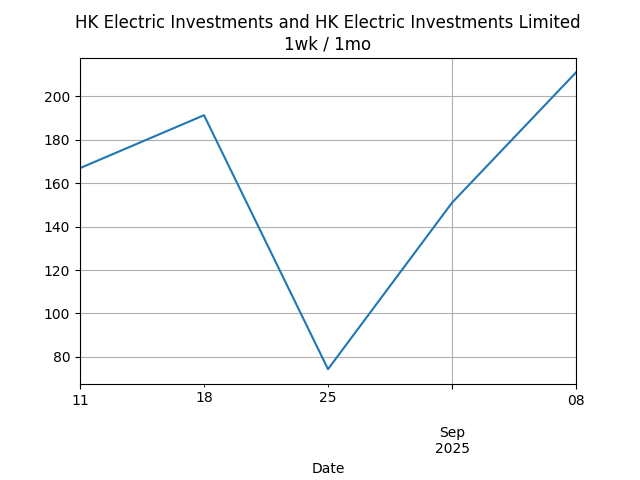 HK Electric Investments and HK Electric Investments Limited
1wk / 1mo
200
180
160
140
120
100
80
11 18 25 08
Sep
2025
Date